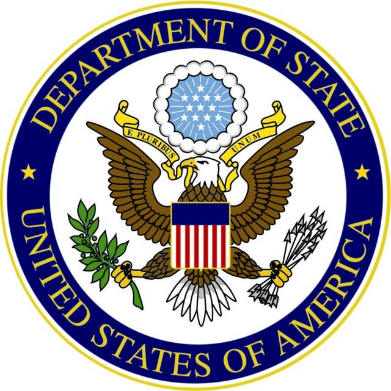 DEPARTMENT OF STATE
E PLURIBUS UNUM
UNITED STATES OF AMERICA